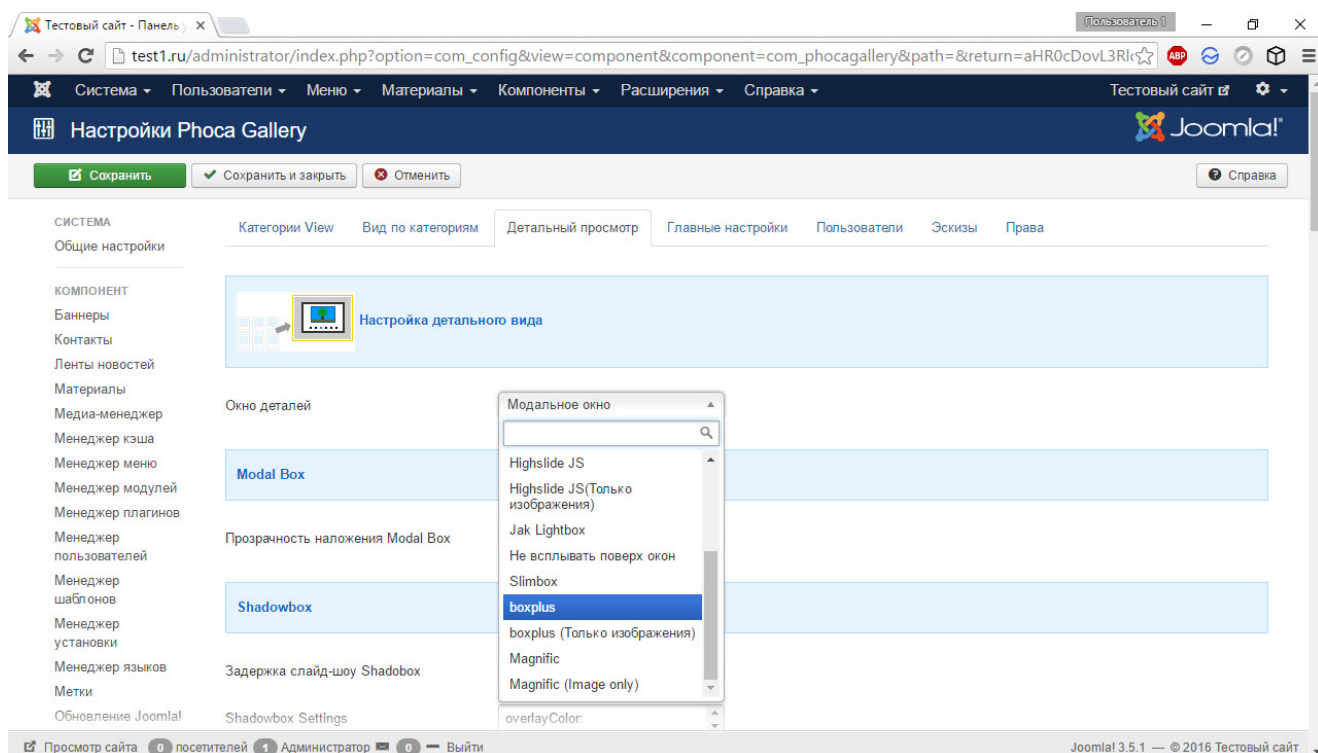 Тестовый сайт - Панель у
Пользователь 1
test1.ru/administrator/index.php?option=com_config&view=component&component=com_phocagallery&path=&return=aHR0cDovL3Rlc
ABP
Система Пользователи Меню Материалы Компоненты Расширения Справка Тестовый сайт
Настройки Phoca Gallery Joomla!
Сохранить Сохранить и закрыть Отменить Справка
СИСТЕМА
Общие настройки
КОМПОНЕНТ
Баннеры
Контакты
Ленты новостей
Материалы
Медиа-менеджер
Менеджер кэша
Менеджер меню
Менеджер модулей
Менеджер плагинов
Менеджер
пользователей
Менеджер
шаблонов
Менеджер
установки
Менеджер языков
Метки
Обновление Joomla!
Категории View Вид по категориям Детальный просмотр Главные настройки Пользователи Эскизы Права
Настройка детального вида
Окно деталей
Модальное окно
Highslide JS
Highslide JS(Только
изображения)
Jak Lightbox
Не всплывать поверх окон
Slimbox
boxplus
boxplus (Только изображения)
Magnific
Magnific (Image only)
Modal Box
Прозрачность наложения Modal Box
Shadowbox
Задержка слайд-шоу Shadobox
Shadowbox Settings
overlayColor:
Просмотр сайта 0 посетителей 1 Администратор 0 Выйти
Joomla! 3.5.1 — © 2016 Тестовый сайт